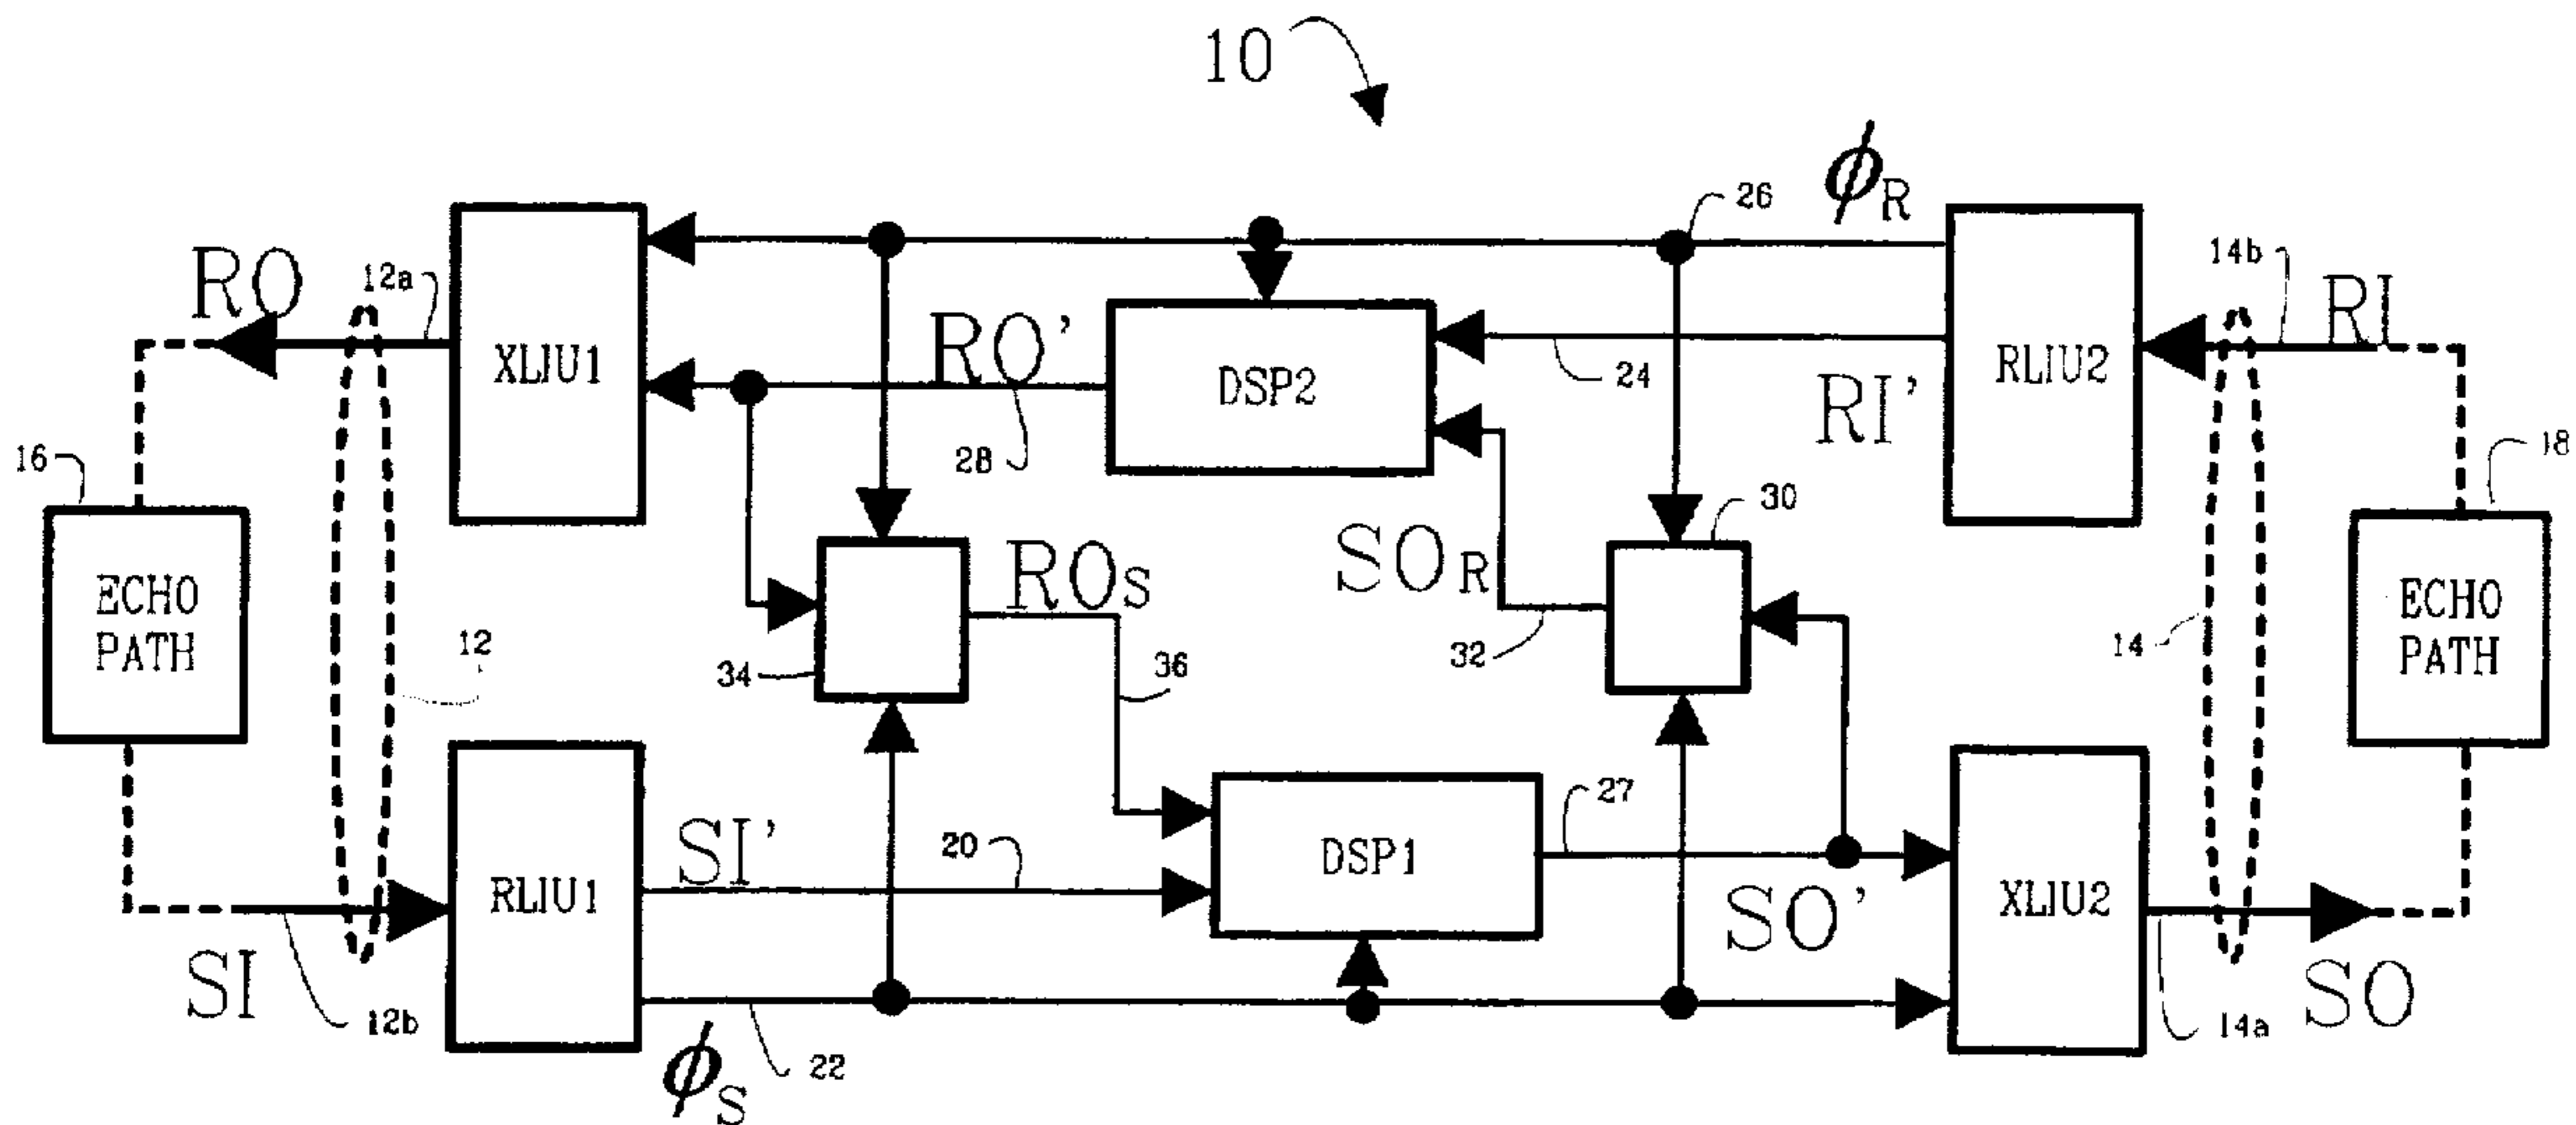 10
ϕR
26
RO
12a
14b
RI
XLIU1
RO'
DSP2
24
RLIU2
RI'
16
28
18
30
ECHO
PATH
ROS
SOR
ECHO
PATH
12
34
36
32
14
SI'
20
DSP1
27
RLIU1
SO'
XLIU2
SI
12b
22
14a
SO
ϕS